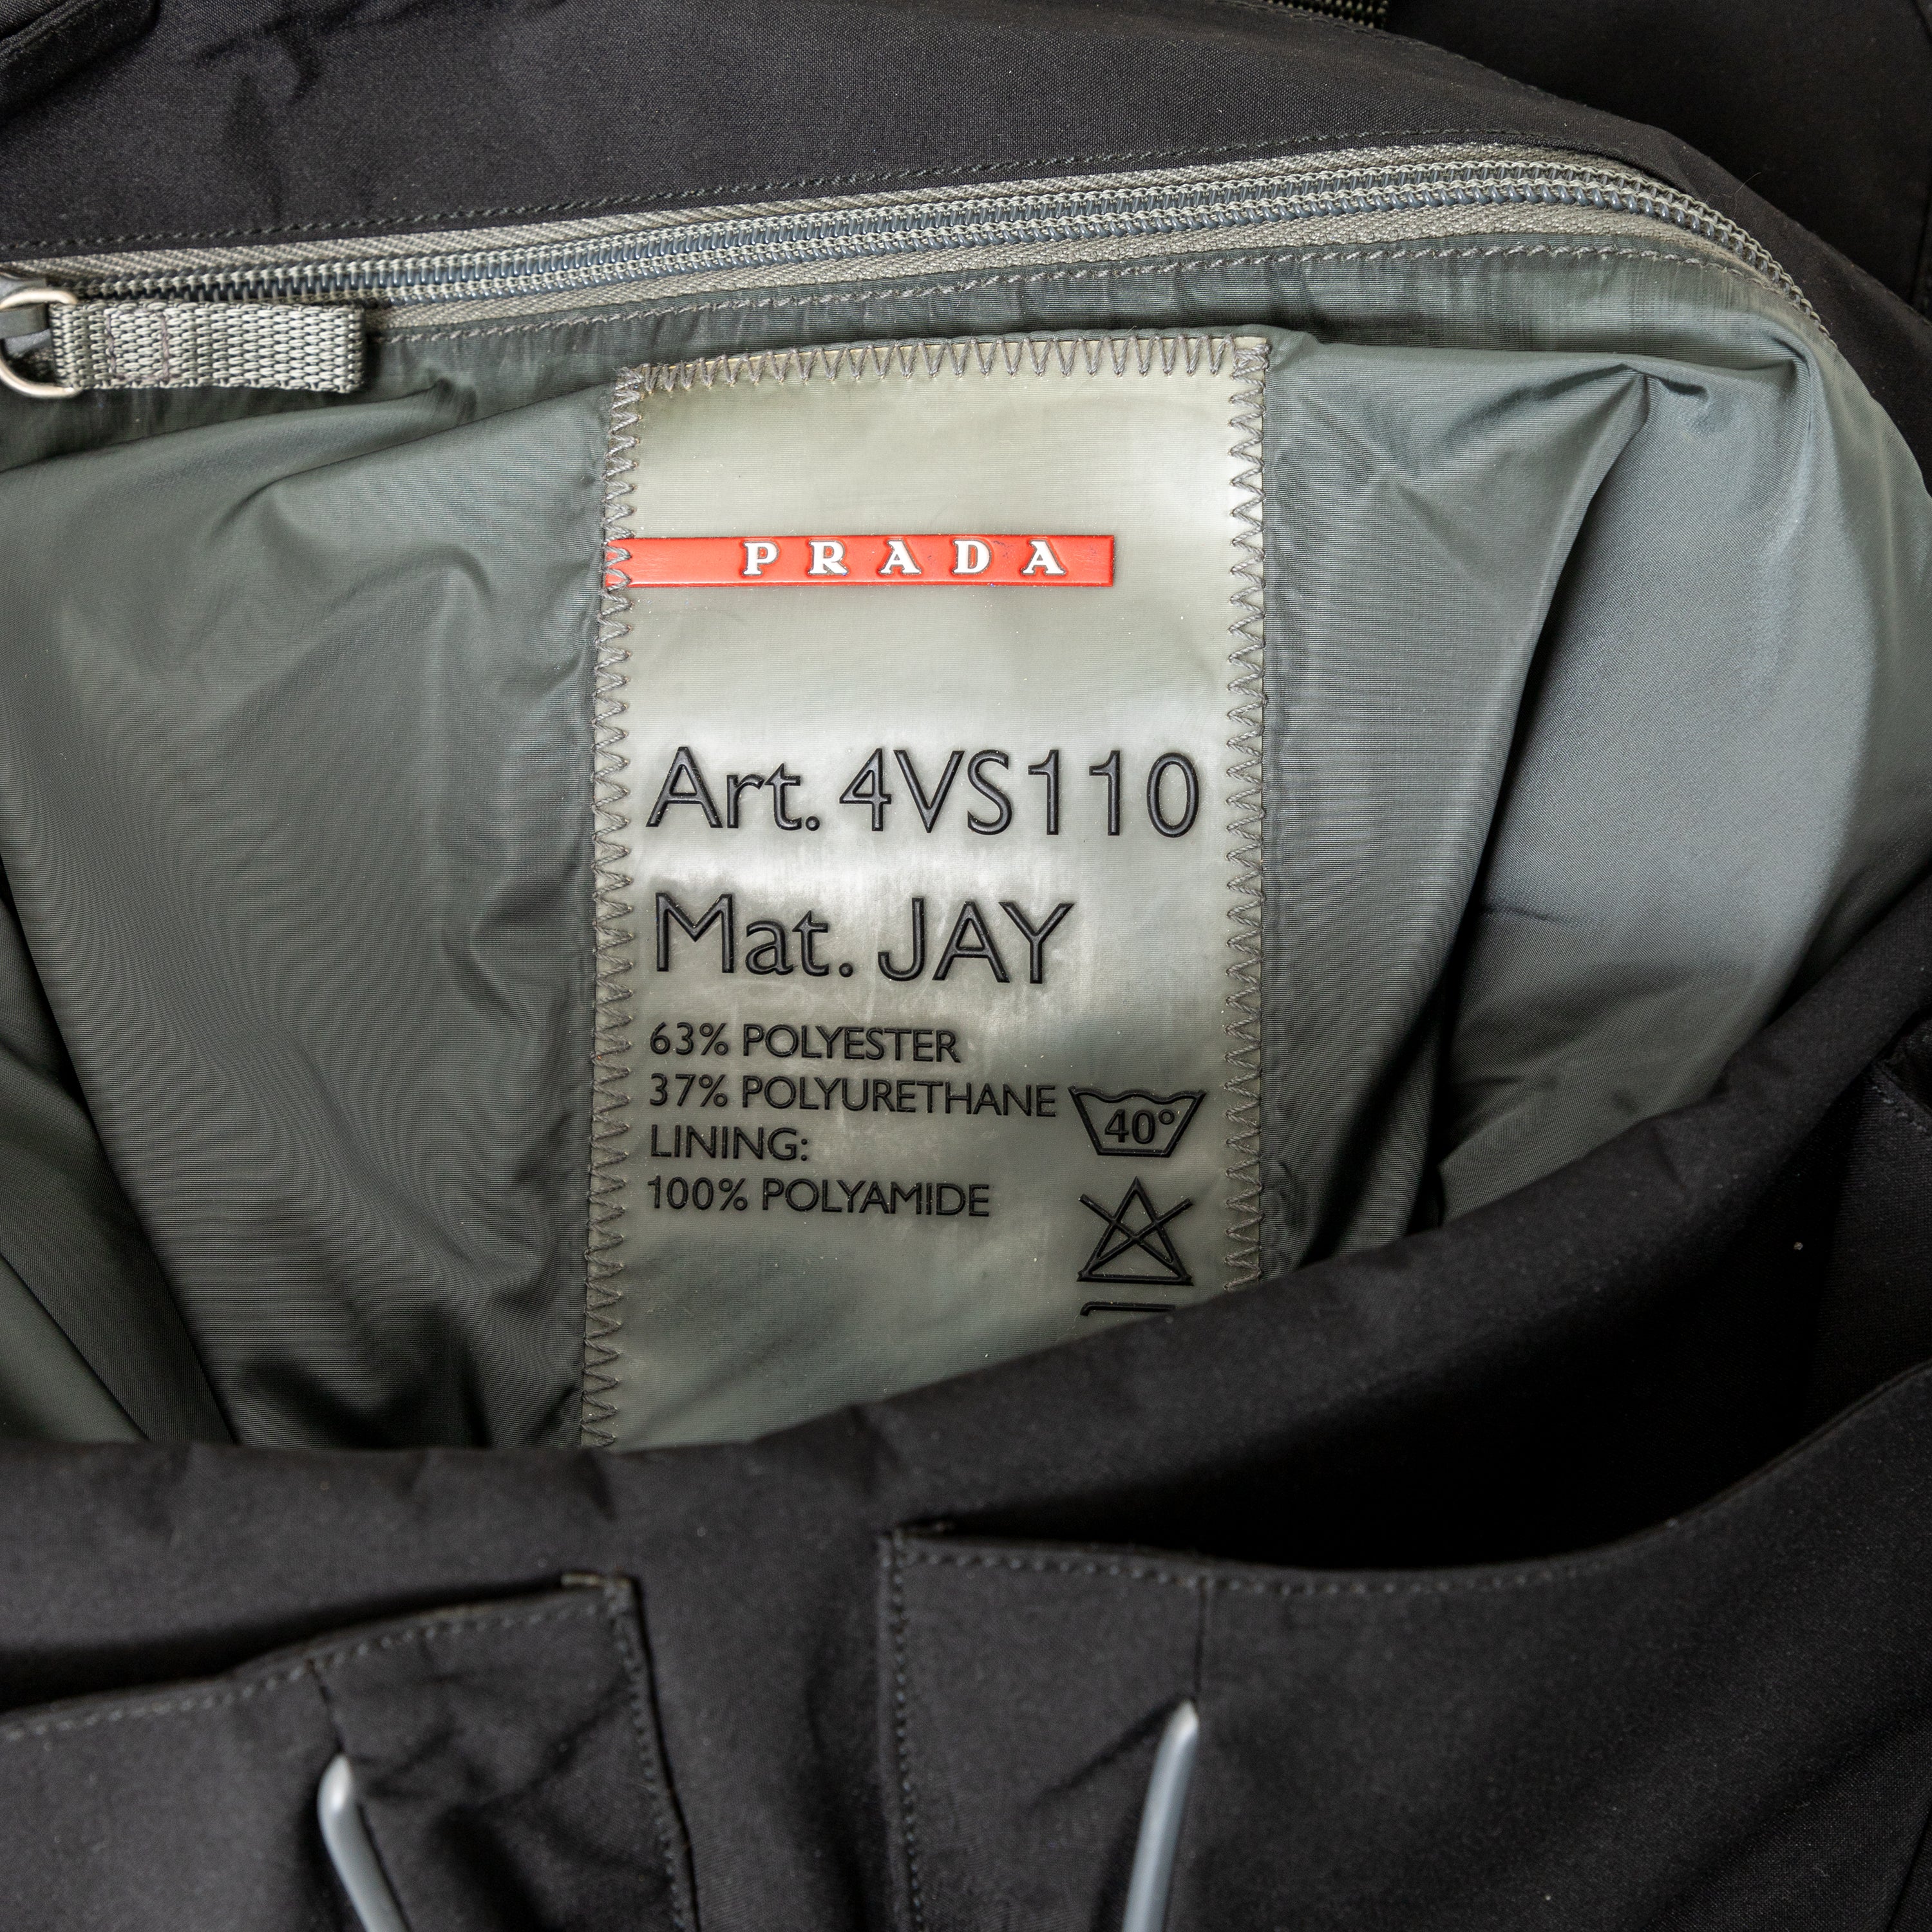 PRADA
Art. 4VS110
Mat. JAY
63% POLYESTER
37% POLYURETHANE
LINING:
100% POLYAMIDE
40°